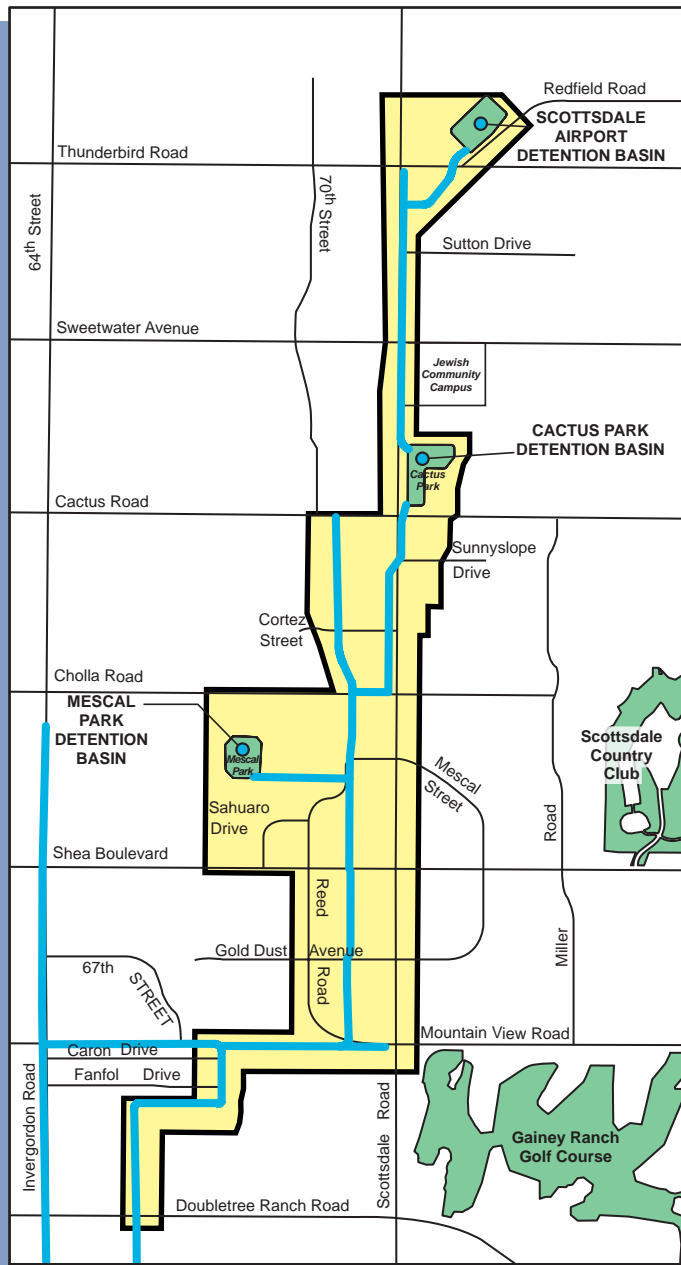 Redfield Road
SCOTTSDALE
AIRPORT
DETENTION BASIN
Thunderbird Road
70th Street
64th Street
Sutton Drive
Sweetwater Avenue
Jewish
Community
Campus
CACTUS PARK
DETENTION BASIN
Cactus
Park
Cactus Road
Sunnyslope
Drive
Cortez
Street
Cholla Road
MESCAL
PARK
DETENTION
BASIN
Mescal
Park
Mescal
Street
Scottsdale
Country
Club
Sahuaro
Drive
Miller Road
Shea Boulevard
Reed Road
Gold Dust Avenue
67th
STREET
Mountain View Road
Caron Drive
Fanfol Drive
Invergordon Road
Scottsdale Road
Gainey Ranch
Golf Course
Doubletree Ranch Road